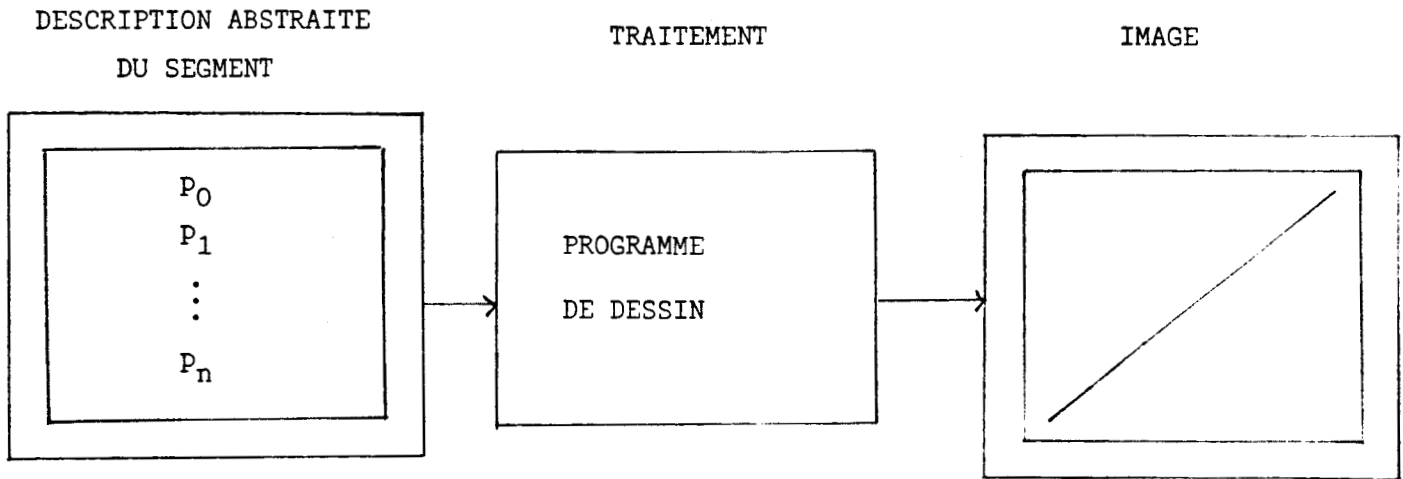 DESCRIPTION ABSTRAITE
DU SEGMENT
TRAITEMENT
IMAGE
P0
P1
⋮
Pn
PROGRAMME
DE DESSIN